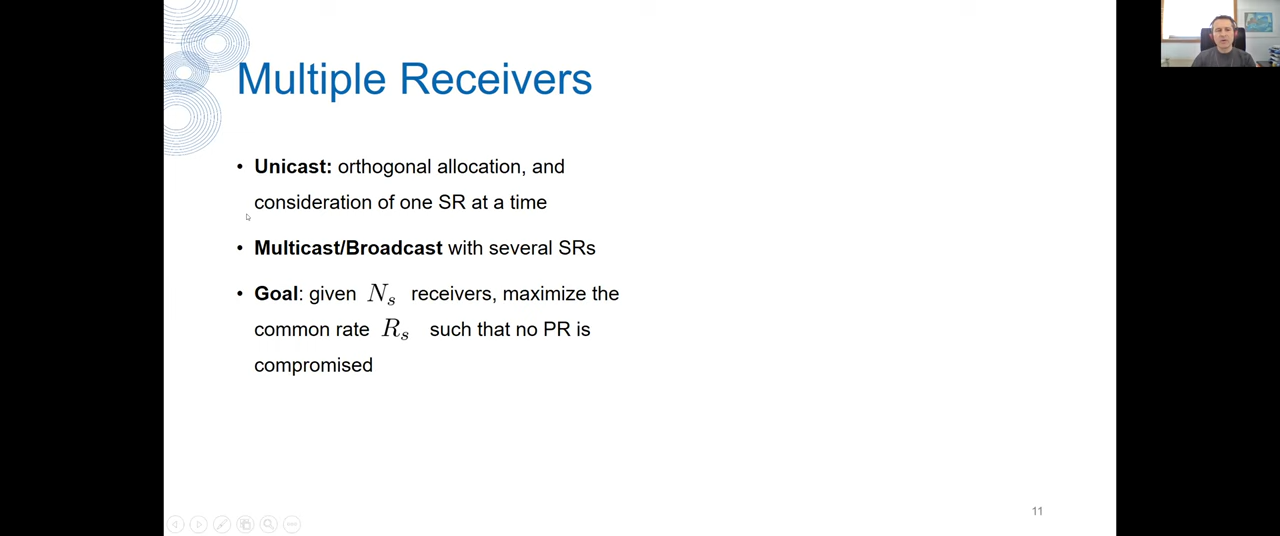 Multiple Receivers
• Unicast: orthogonal allocation, and
consideration of one SR at a time
• Multicast/Broadcast with several SRs
• Goal: given N_s receivers, maximize the
common rate R_s such that no PR is
compromised
11